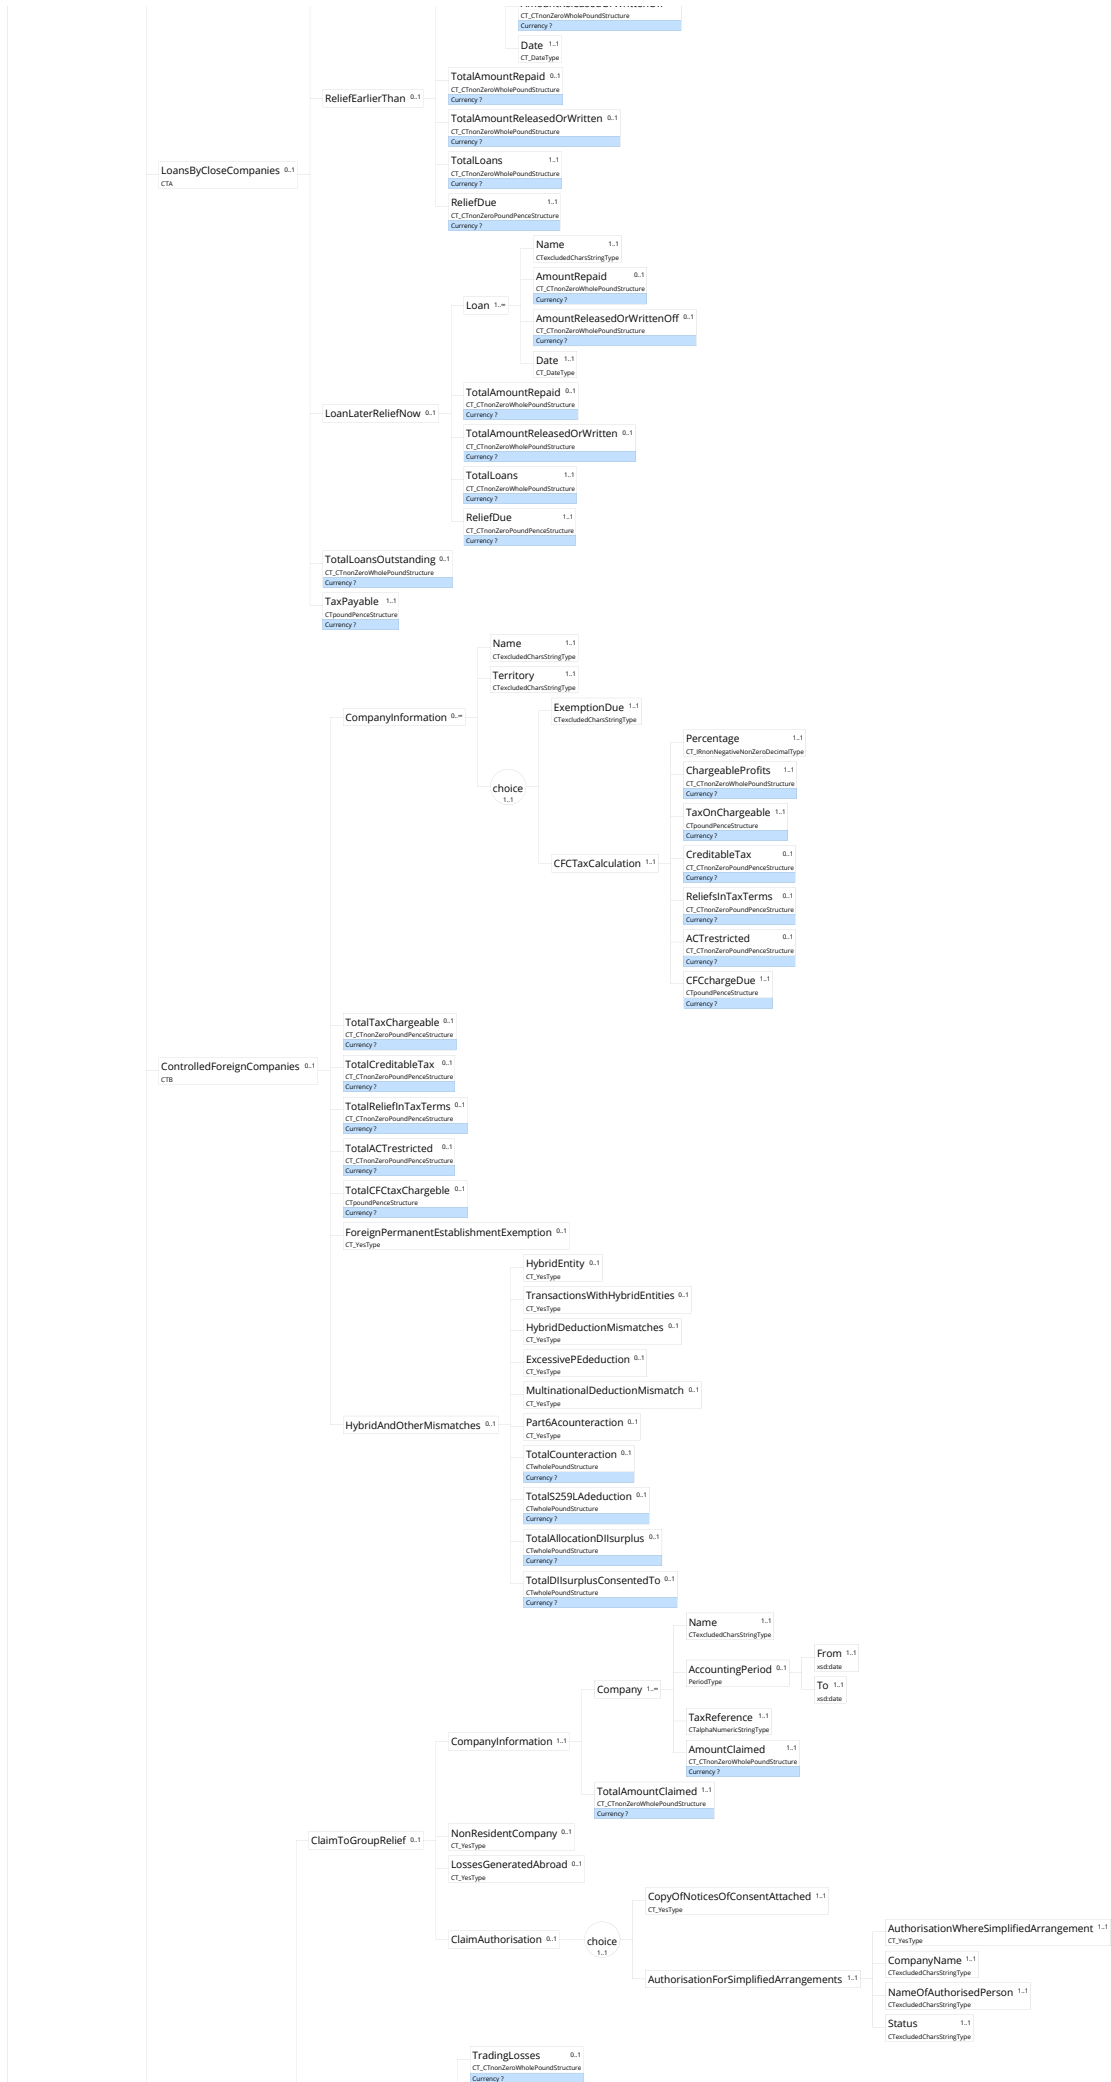 CT_CTnonZeroWholePoundStructure
Currency ?
Date 1..1
CT_DateType
TotalAmountRepaid 0..1
CT_CTnonZeroWholePoundStructure
Currency ?
ReliefEarlierThan 0..1
TotalAmountReleasedOrWritten 0..1
CT_CTnonZeroWholePoundStructure
Currency ?
TotalLoans 1..1
CT_CTnonZeroWholePoundStructure
Currency ?
LoansByCloseCompanies 0..1
CTA
ReliefDue 1..1
CT_CTnonZeroPoundPenceStructure
Currency ?
Name 1..1
CTexcludedCharsStringType
AmountRepaid 0..1
CT_CTnonZeroWholePoundStructure
Currency ?
Loan 1..∞
AmountReleasedOrWrittenOff 0..1
CT_CTnonZeroWholePoundStructure
Currency ?
Date 1..1
CT_DateType
TotalAmountRepaid 0..1
CT_CTnonZeroWholePoundStructure
Currency ?
LoanLaterReliefNow 0..1
TotalAmountReleasedOrWritten 0..1
CT_CTnonZeroWholePoundStructure
Currency ?
TotalLoans 1..1
CT_CTnonZeroWholePoundStructure
Currency ?
ReliefDue 1..1
CT_CTnonZeroPoundPenceStructure
Currency ?
TotalLoansOutstanding 0..1
CT_CTnonZeroWholePoundStructure
Currency ?
TaxPayable 1..1
CTpoundPenceStructure
Currency ?
Name 1..1
CTexcludedCharsStringType
Territory 1..1
CTexcludedCharsStringType
CompanyInformation 0..∞
ExemptionDue 1..1
CTexcludedCharsStringType
choice
1..1
Percentage 1..1
CT_IRnonNegativeNonZeroDecimalType
ChargeableProfits 1..1
CT_CTnonZeroWholePoundStructure
Currency ?
TaxOnChargeable 1..1
CTpoundPenceStructure
Currency ?
CFCTaxCalculation 1..1
CreditableTax 0..1
CT_CTnonZeroPoundPenceStructure
Currency ?
ReliefsInTaxTerms 0..1
CT_CTnonZeroPoundPenceStructure
Currency ?
ACTrestricted 0..1
CT_CTnonZeroPoundPenceStructure
Currency ?
CFCchargeDue 1..1
CTpoundPenceStructure
Currency ?
TotalTaxChargeable 0..1
CT_CTnonZeroPoundPenceStructure
Currency ?
ControlledForeignCompanies 0..1
CTB
TotalCreditableTax 0..1
CT_CTnonZeroPoundPenceStructure
Currency ?
TotalReliefInTaxTerms 0..1
CT_CTnonZeroPoundPenceStructure
Currency ?
TotalACTrestricted 0..1
CT_CTnonZeroPoundPenceStructure
Currency ?
TotalCFCtaxChargeble 0..1
CTpoundPenceStructure
Currency ?
ForeignPermanentEstablishmentExemption 0..1
CT_YesType
HybridEntity 0..1
CT_YesType
TransactionsWithHybridEntities 0..1
CT_YesType
HybridDeductionMismatches 0..1
CT_YesType
ExcessivePEdeduction 0..1
CT_YesType
MultinationalDeductionMismatch 0..1
CT_YesType
HybridAndOtherMismatches 0..1
Part6Acounteraction 0..1
CT_YesType
TotalCounteraction 0..1
CTwholePoundStructure
Currency ?
TotalS259LAdeduction 0..1
CTwholePoundStructure
Currency ?
TotalAllocationDIIsurplus 0..1
CTwholePoundStructure
Currency ?
TotalDIIsurplusConsentedTo 0..1
CTwholePoundStructure
Currency ?
Name 1..1
CTexcludedCharsStringType
Company 1..∞
AccountingPeriod 0..1
PeriodType
From 1..1
xsd:date
To 1..1
xsd:date
TaxReference 1..1
CTalphaNumericStringType
CompanyInformation 1..1
AmountClaimed 1..1
CT_CTnonZeroWholePoundStructure
Currency ?
TotalAmountClaimed 1..1
CT_CTnonZeroWholePoundStructure
Currency ?
ClaimToGroupRelief 0..1
NonResidentCompany 0..1
CT_YesType
LossesGeneratedAbroad 0..1
CT_YesType
CopyOfNoticesOfConsentAttached 1..1
CT_YesType
ClaimAuthorisation 0..1
choice
1..1
AuthorisationForSimplifiedArrangements 1..1
AuthorisationWhereSimplifiedArrangement 1..1
CT_YesType
CompanyName 1..1
CTexcludedCharsStringType
NameOfAuthorisedPerson 1..1
CTexcludedCharsStringType
Status 1..1
CTexcludedCharsStringType
TradingLosses 0..1
CT_CTnonZeroWholePoundStructure
Currency ?